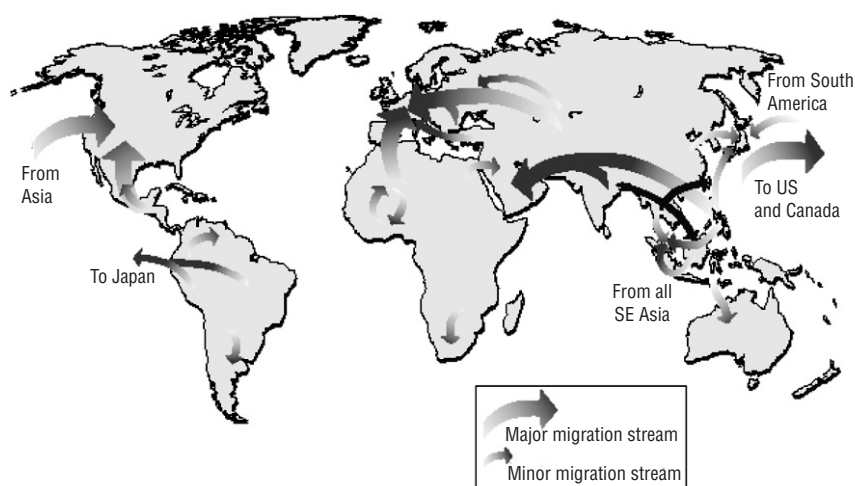 From South
America
From
Asia
To US
and Canada
To Japan
From all
SE Asia
Major migration stream
Minor migration stream